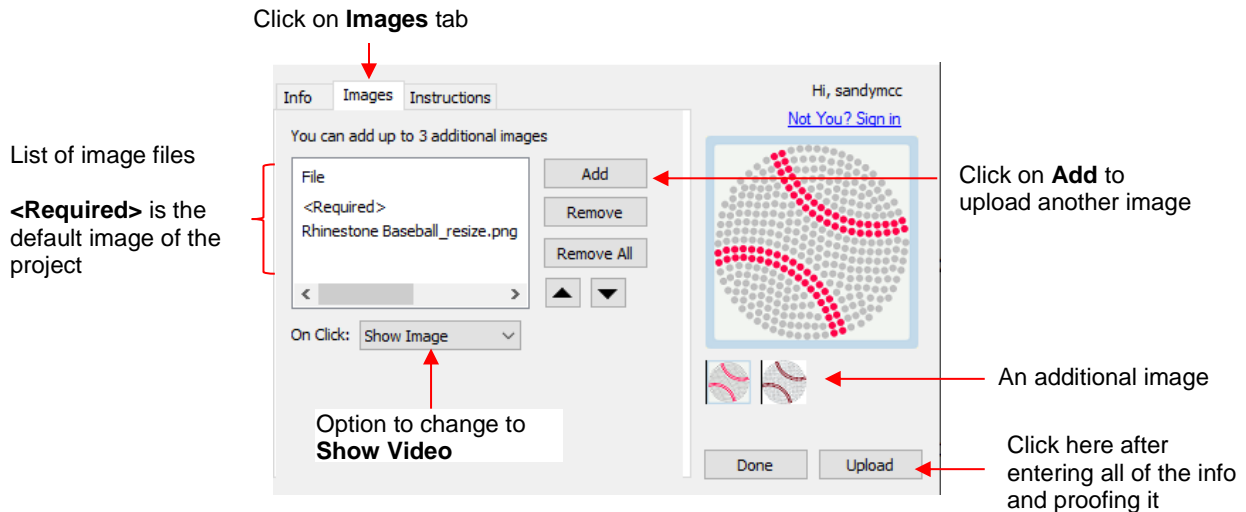 Click on Images tab
Info Images Instructions
Hi, sandymcc
Not You? Sign in
You can add up to 3 additional images
List of image files
<Required> is the
default image of the
project
File
<Required>
Rhinestone Baseball_resize.png
Add
Remove
Remove All
Click on Add to
upload another image
On Click: Show Image
Option to change to
Show Video
An additional image
Done Upload
Click here after
entering all of the info
and proofing it